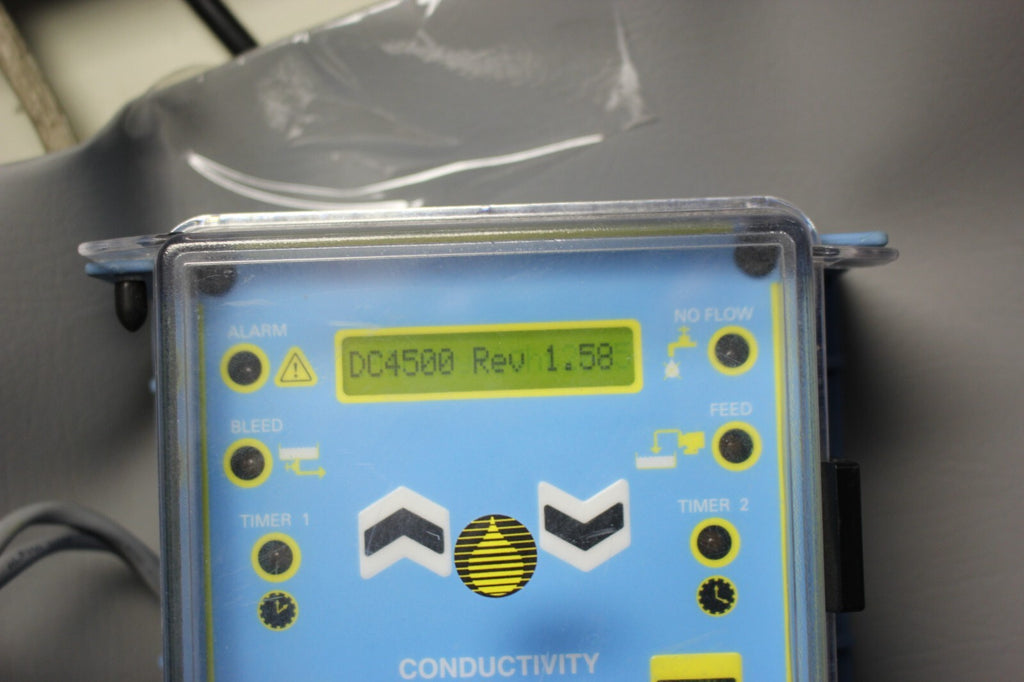 ALARM
NO FLOW
DC4500 Rev 1.58
BLEED
FEED
TIMER 1
TIMER 2
CONDUCTIVITY